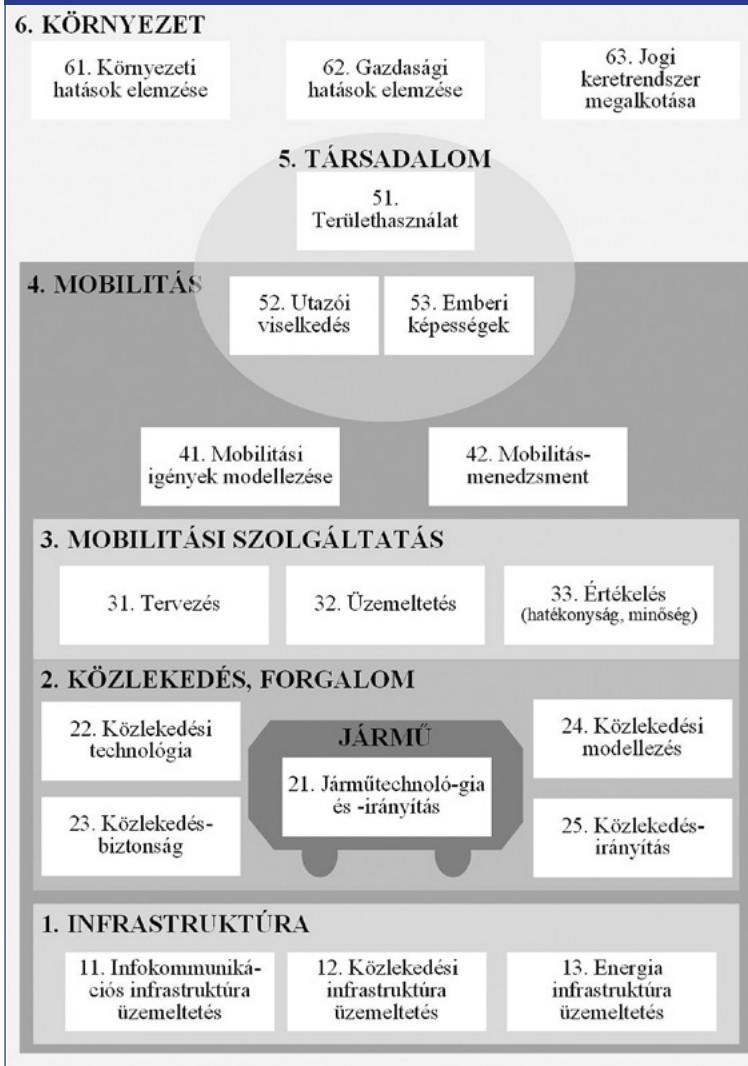 6. KÖRNYEZET
61. Környezeti
hatások elemzése
62. Gazdasági
hatások elemzése
63. Jogi
keretrendszer
megalkotása
5. TÁRSADALOM
51.
Területhasználat
4. MOBILITÁS
52. Utazói
viselkedés
53. Emberi
képességek
41. Mobilitási
igények modellezése
42. Mobilitás-
menedzsment
3. MOBILITÁSI SZOLGÁLTATÁS
31. Tervezés
32. Üzemeltetés
33. Értékelés
(hatékonyság, minőség)
2. KÖZLEKEDÉS, FORGALOM
22. Közlekedési
technológia
23. Közlekedés-
biztonság
JÁRMŰ
21. Járműtechnoló-gia
és -irányítás
24. Közlekedési
modellezés
25. Közlekedés-
irányítás
1. INFRASTRUKTÚRA
11. Infokommuniká-
ciós infrastruktúra
üzemeltetés
12. Közlekedési
infrastruktúra
üzemeltetés
13. Energia
infrastruktúra
üzemeltetés